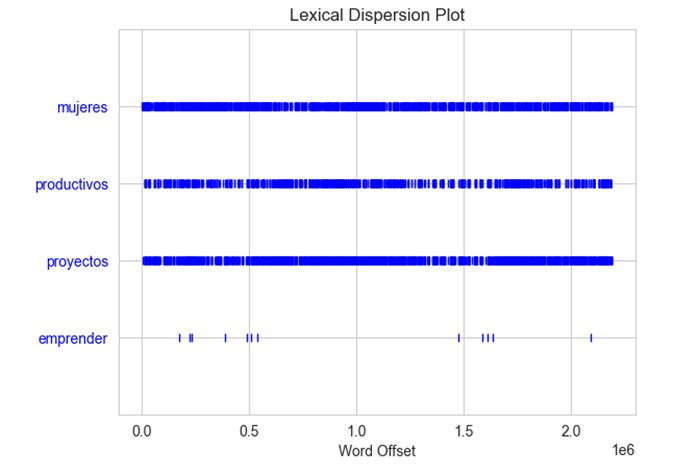 Lexical Dispersion Plot
mujeres
productivos
proyectos
emprender
0.0 0.5 1.0 1.5 2.0
Word Offset 1e6